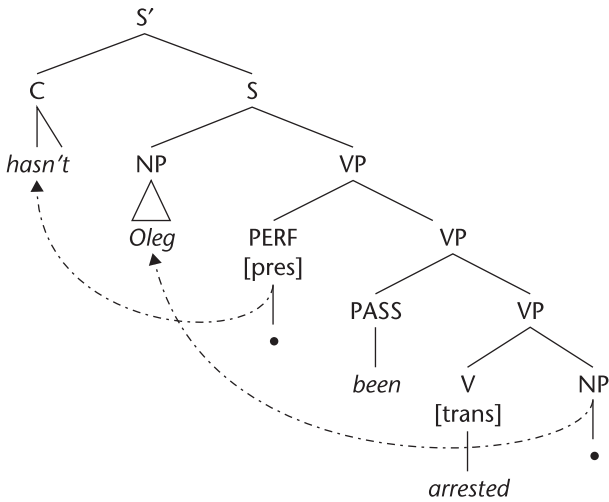 S'
C S
hasn't NP VP
Oleg PERF VP
[pres]
PASS VP
been V NP
[trans]
arrested